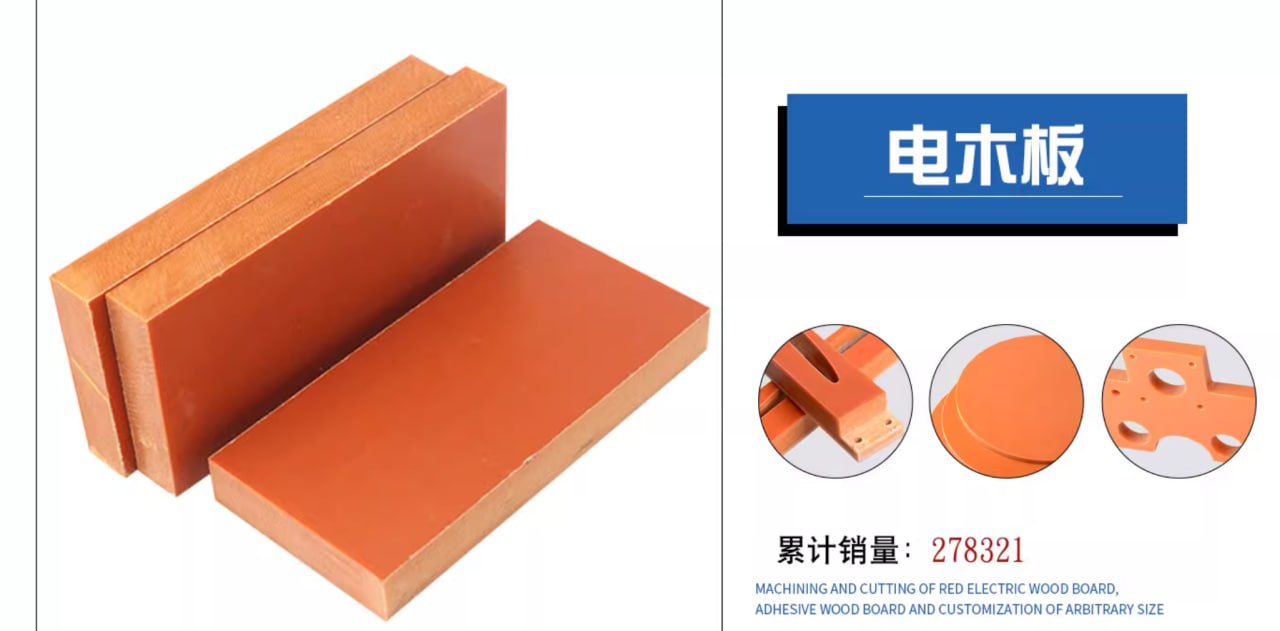 电木板
累计销量：278321
MACHINING AND CUTTING OF RED ELECTRIC WOOD BOARD,
ADHESIVE WOOD BOARD AND CUSTOMIZATION OF ARBITRARY SIZE